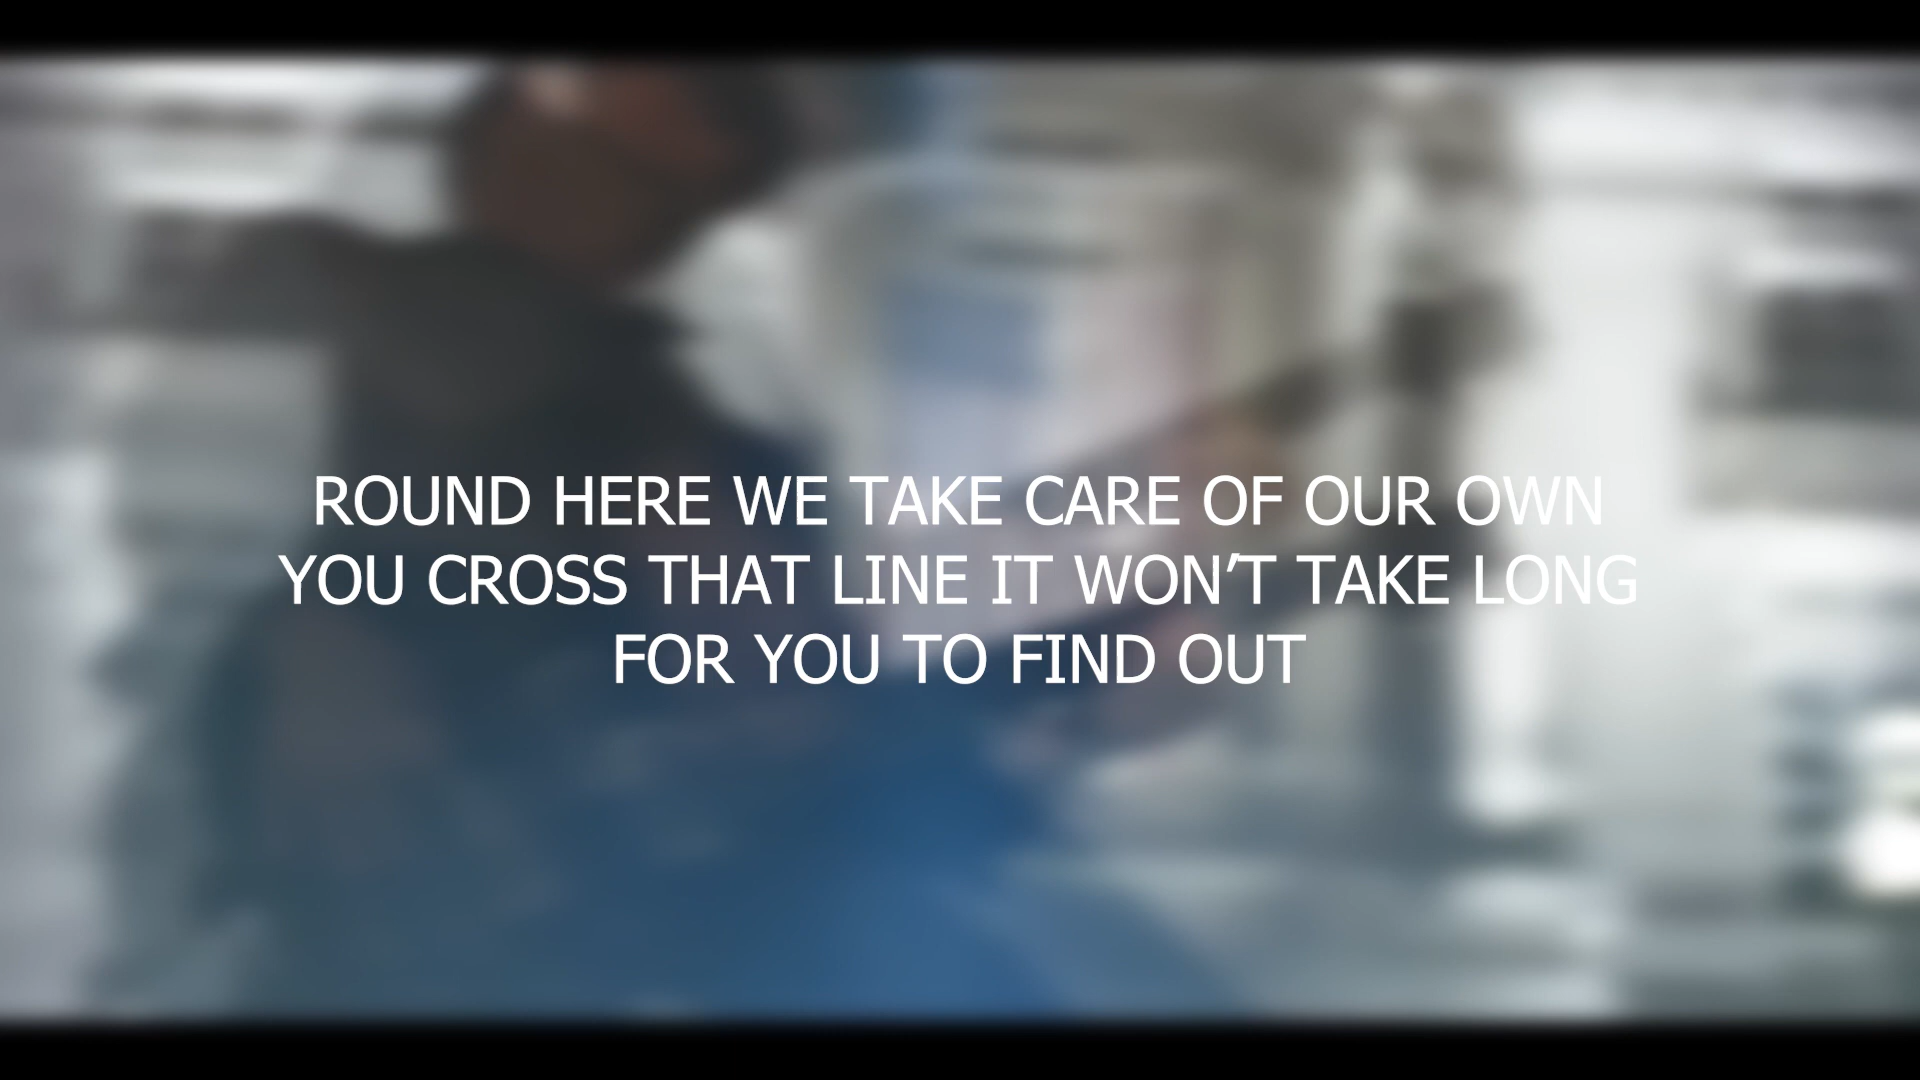 ROUND HERE WE TAKE CARE OF OUR OWN
YOU CROSS THAT LINE IT WON'T TAKE LONG
FOR YOU TO FIND OUT